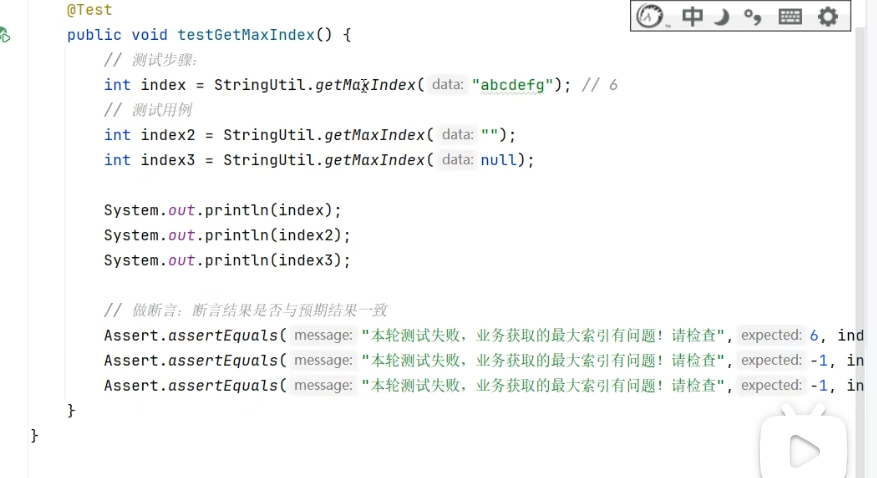 @Test
public void testGetMaxIndex() {
// 测试步骤：
int index = StringUtil.getMaxIndex( data: "abcdefg"); // 6
// 测试用例
int index2 = StringUtil.getMaxIndex( data: "");
int index3 = StringUtil.getMaxIndex( data: null);
System.out.println(index);
System.out.println(index2);
System.out.println(index3);
// 做断言：断言结果是否与预期结果一致
Assert.assertEquals( message: "本轮测试失败，业务获取的最大索引有问题！请检查", expected: 6, ind
Assert.assertEquals( message: "本轮测试失败，业务获取的最大索引有问题！请检查", expected: -1, in
Assert.assertEquals( message: "本轮测试失败，业务获取的最大索引有问题！请检查", expected: -1, in
}
}
中